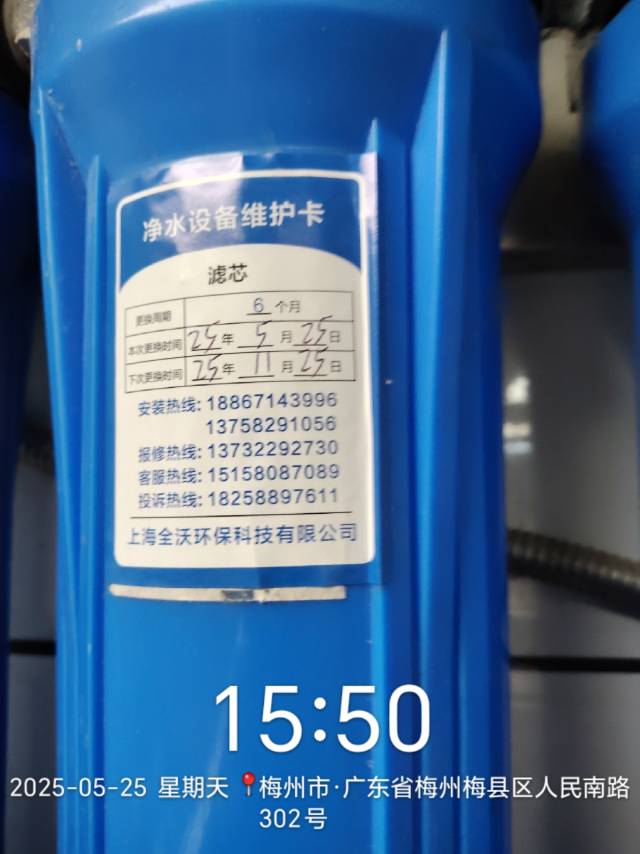 净水设备维护卡
滤芯
更换周期 6 个月
本次更换时间 25 年 5 月 25 日
下次更换时间 25 年 11 月 25 日
安装热线: 18867143996
13758291056
报修热线: 13732292730
客服热线: 15158087089
投诉热线: 18258897611
上海全沃环保科技有限公司
15:50
2025-05-25 星期天 梅州市·广东省梅州梅县区人民南路
302号